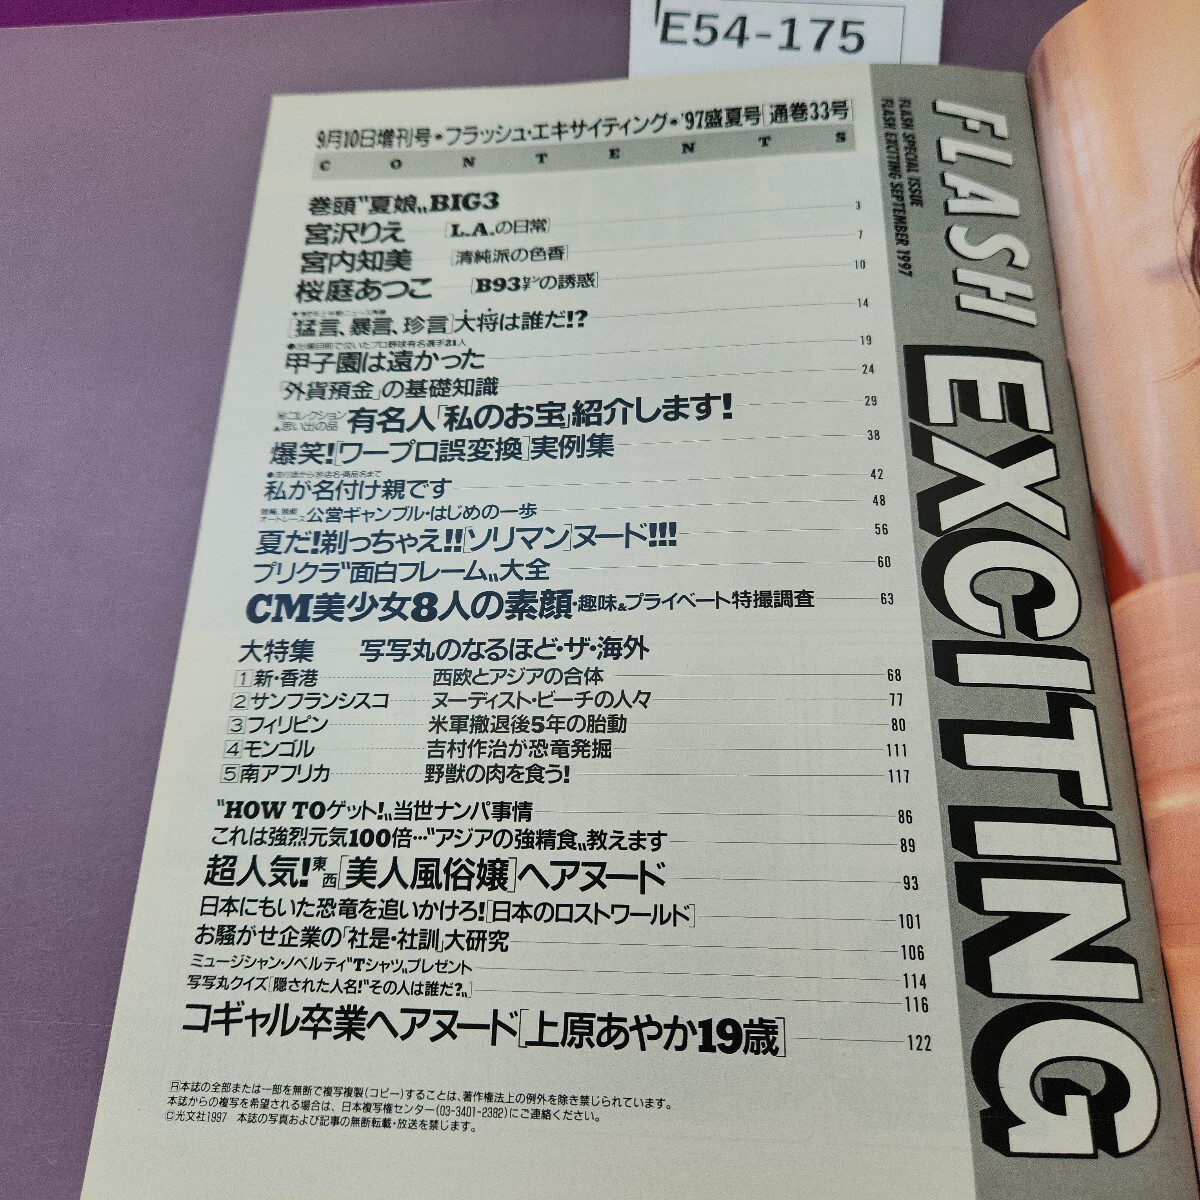 E54-175
9月10日増刊号●フラッシュ・エキサイティング●'97盛夏号[通巻33号]
CONTENTS
巻頭"夏娘"BIG3
宮沢りえ [L.A.の日常] 3
宮内知美 [清純派の色香] 7
桜庭あつこ [B93センチの誘惑] 10
[猛言、暴言、珍言]大将は誰だ!? 14
甲子園は遠かった 19
「外貨預金」の基礎知識 24
㊙コレクション&思い出の品 有名人「私のお宝」紹介します! 29
爆笑![ワープロ誤変換]実例集 38
私が名付け親です 42
オートレース 公営ギャンブル・はじめの一歩 48
夏だ!剃っちゃえ!![ソリマン]ヌード!!! 56
プリクラ"面白フレーム"大全 60
CM美少女8人の素顔・趣味&プライベート特撮調査 63
大特集 写写丸のなるほど・ザ・海外
1 新・香港 西欧とアジアの合体 68
2 サンフランシスコ ヌーディスト・ビーチの人々 77
3 フィリピン 米軍撤退後5年の胎動 80
4 モンゴル 吉村作治が恐竜発掘 111
5 南アフリカ 野獣の肉を食う! 117
"HOW TOゲット!"当世ナンパ事情 86
これは強烈元気100倍…"アジアの強精食"教えます 89
超人気!東西[美人風俗嬢]ヘアヌード 93
日本にもいた恐竜を追いかけろ![日本のロストワールド] 101
お騒がせ企業の「社是・社訓」大研究 106
ミュージシャン・ノベルティ"Tシャツ"プレゼント 114
写写丸クイズ[隠された人名!"その人は誰だ?"] 116
コギャル卒業ヘアヌード[上原あやか19歳] 122
R本誌の全部または一部を無断で複写複製(コピー)することは、著作権法上の例外を除き禁じられています。
本誌からの複写を希望される場合は、日本複写権センター(03-3401-2382)にご連絡ください。
©光文社1997 本誌の写真および記事の無断転載・放送を禁じます。
FLASH EXCITING
FLASH SPECIAL ISSUE
FLASH EXCITING SEPTEMBER 1997